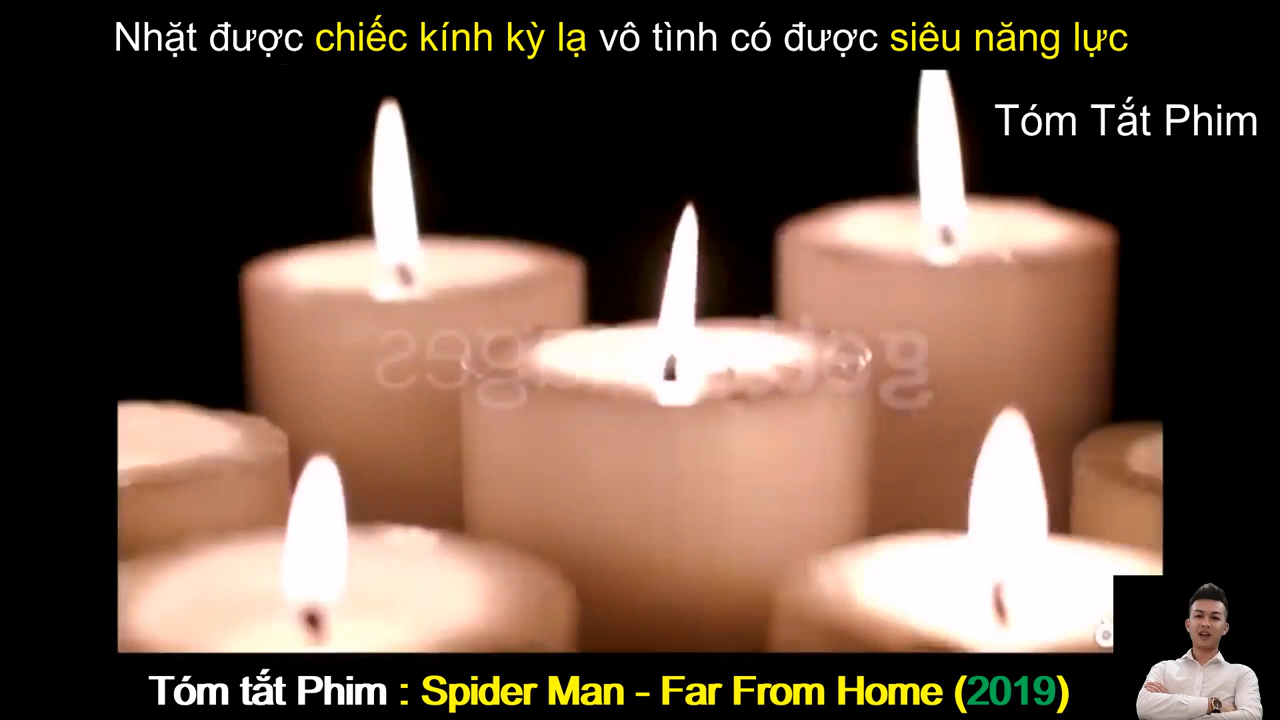 Nhặt được chiếc kính kỳ lạ vô tình có được siêu năng lực
Tóm Tắt Phim
Tóm tắt Phim : Spider Man - Far From Home (2019)